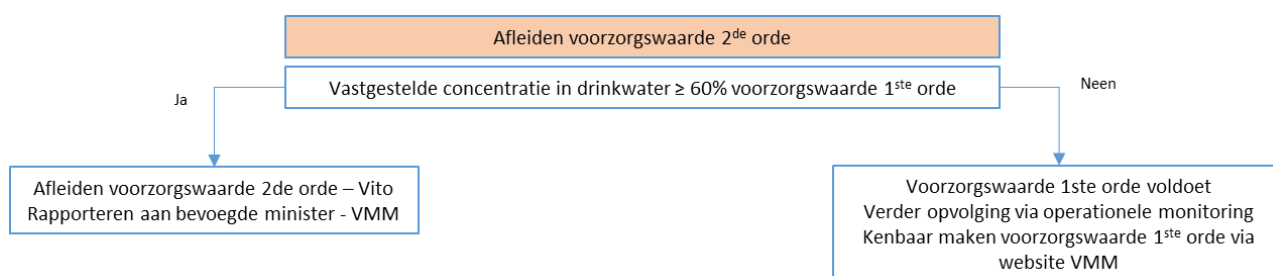 Afleiden voorzorgswaarde 2de orde
Vastgestelde concentratie in drinkwater ≥ 60% voorzorgswaarde 1ste orde
Ja
Neen
Afleiden voorzorgswaarde 2de orde – Vito
Rapporteren aan bevoegde minister - VMM
Voorzorgswaarde 1ste orde voldoet
Verder opvolging via operationele monitoring
Kenbaar maken voorzorgswaarde 1ste orde via
website VMM